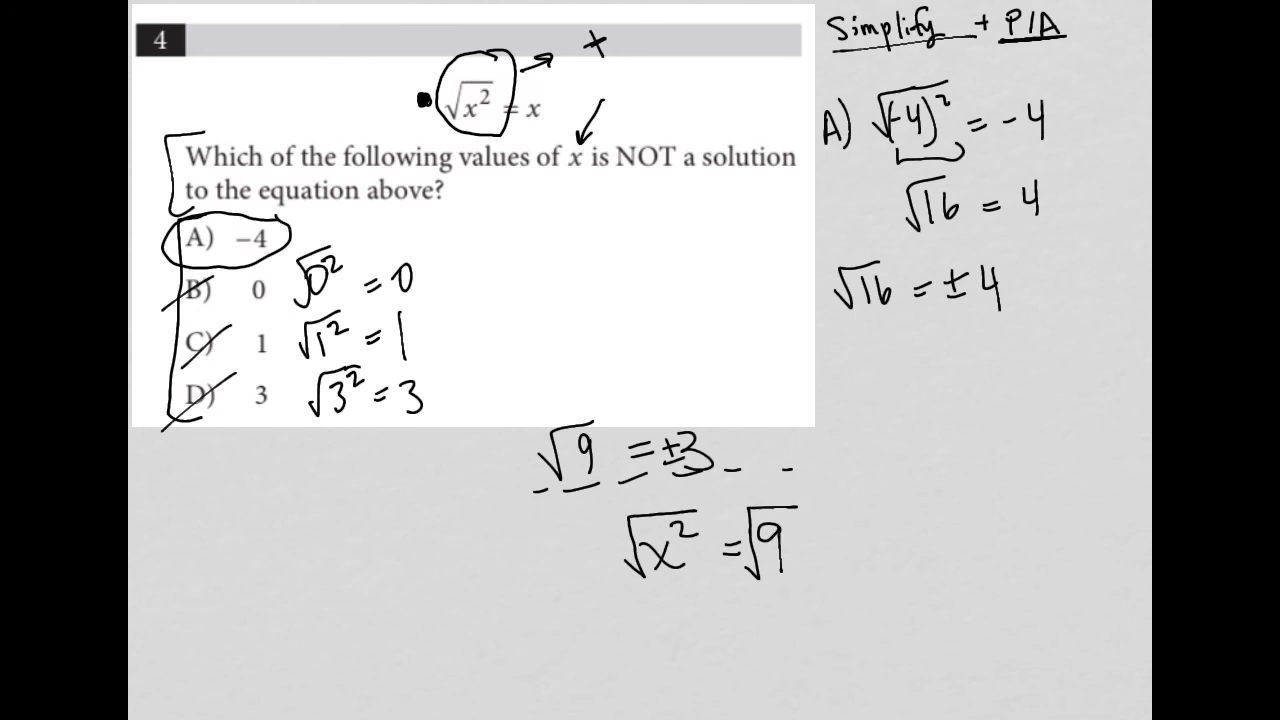 4
√x² = x → +
Which of the following values of x is NOT a solution
to the equation above?
A) −4
B) 0 √0² = 0
C) 1 √1² = 1
D) 3 √3² = 3
Simplify + PIA
A) √(-4)² = -4
√16 = 4
√16 = ±4
√9 = ±3
√x² = √9